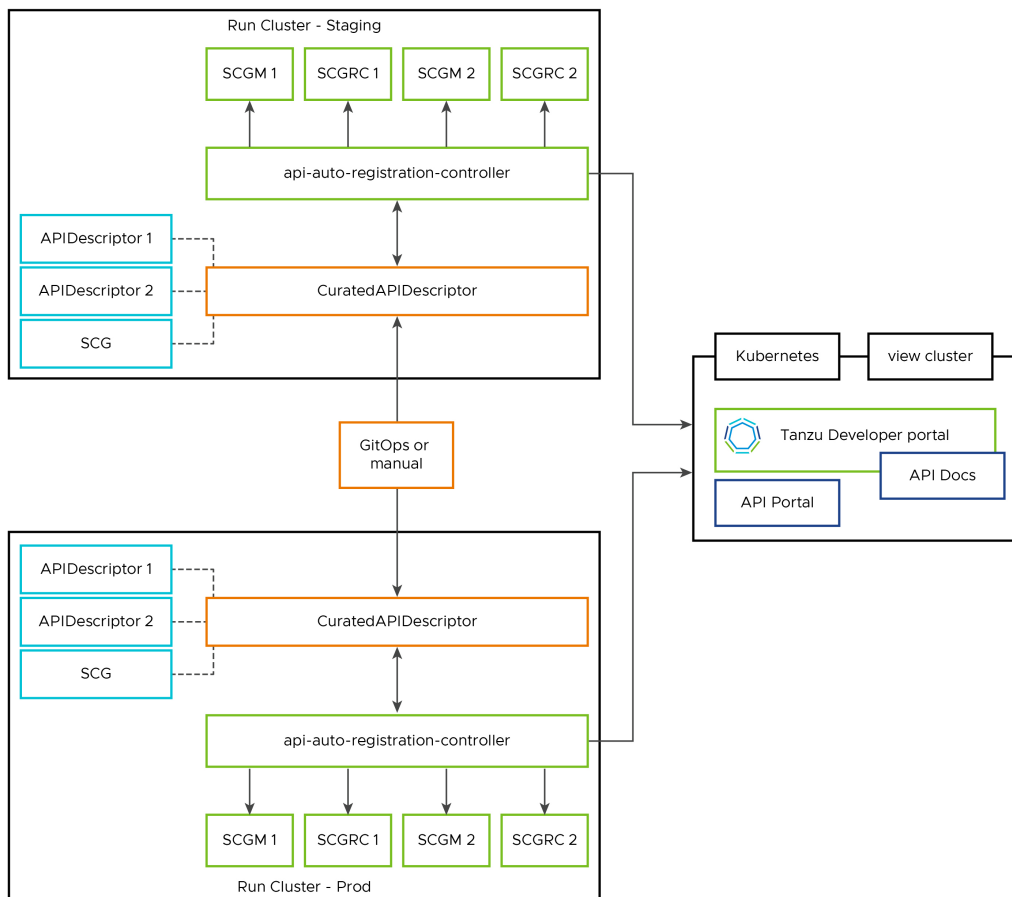 Run Cluster - Staging
SCGM 1
SCGRC 1
SCGM 2
SCGRC 2
api-auto-registration-controller
APIDescriptor 1
APIDescriptor 2
SCG
CuratedAPIDescriptor
GitOps or
manual
Kubernetes
view cluster
Tanzu Developer portal
API Docs
API Portal
APIDescriptor 1
APIDescriptor 2
SCG
CuratedAPIDescriptor
api-auto-registration-controller
SCGM 1
SCGRC 1
SCGM 2
SCGRC 2
Run Cluster - Prod